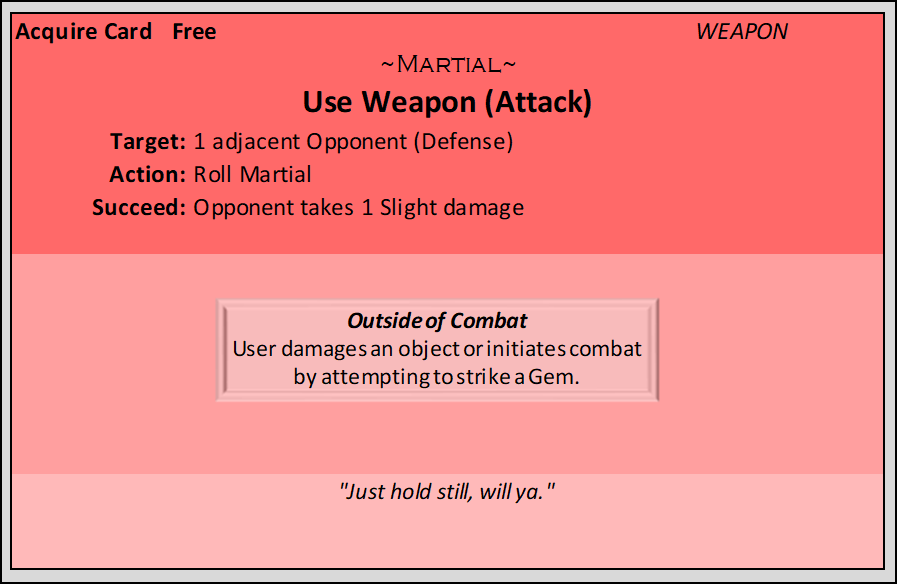 Acquire Card Free WEAPON
~Martial~
Use Weapon (Attack)
Target: 1 adjacent Opponent (Defense)
Action: Roll Martial
Succeed: Opponent takes 1 Slight damage
Outside of Combat
User damages an object or initiates combat
by attempting to strike a Gem.
"Just hold still, will ya."